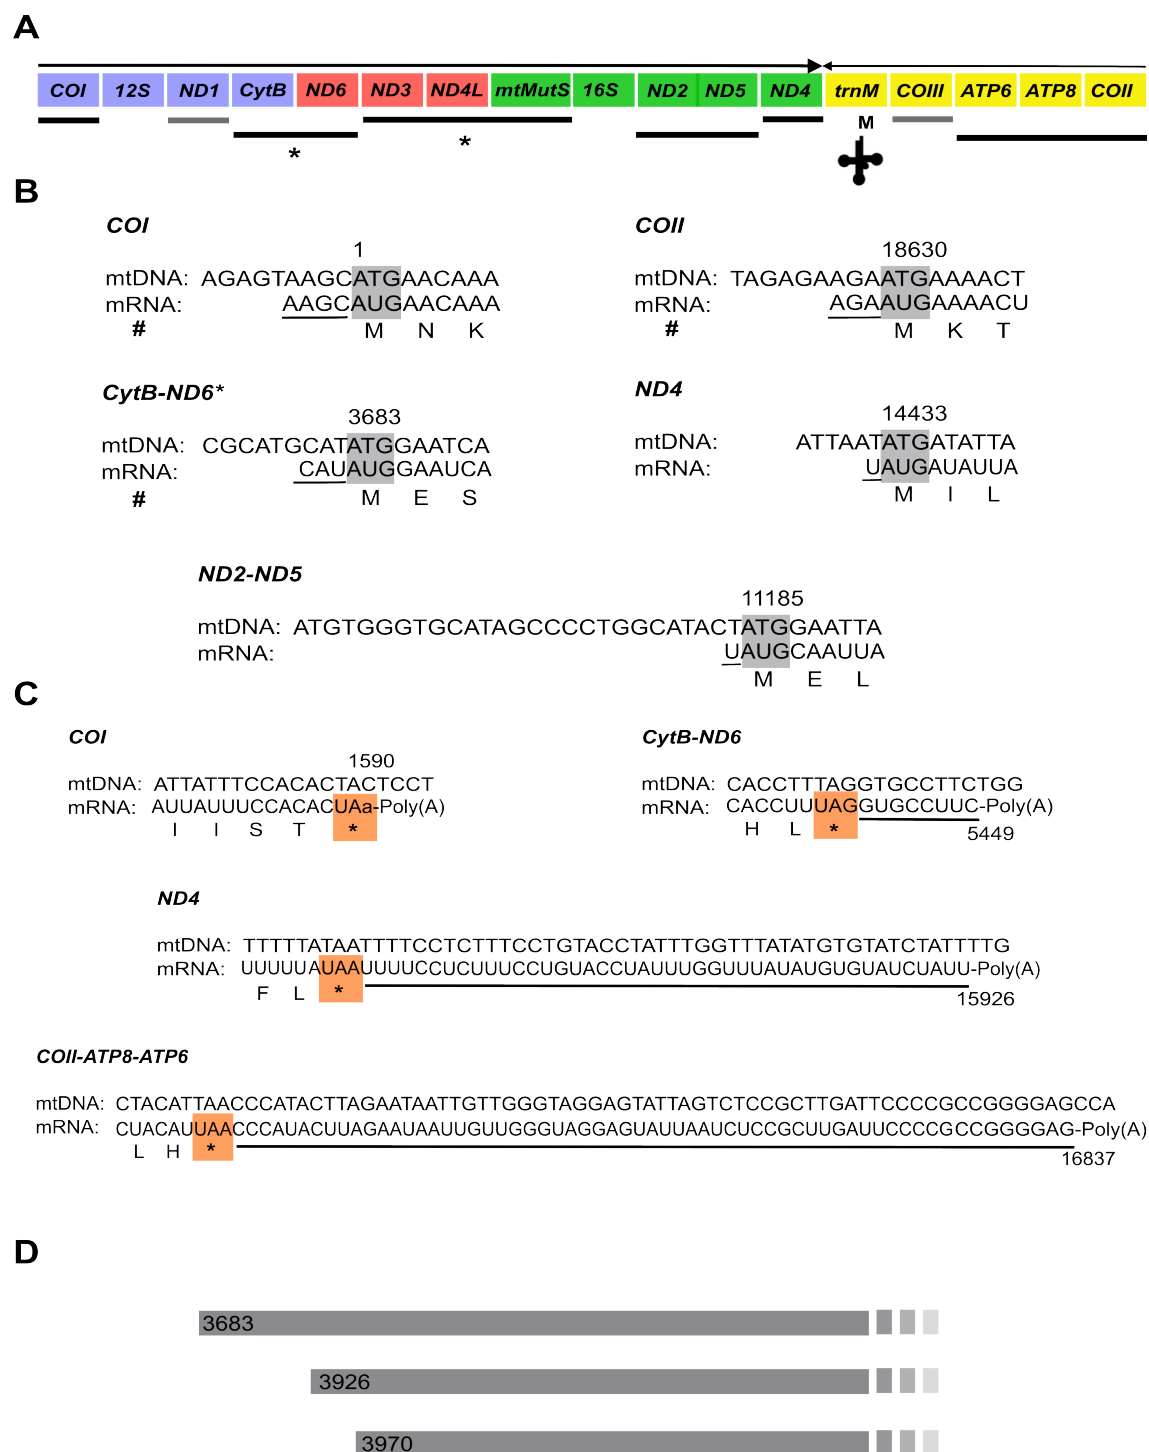 A
COI 12S ND1 CytB ND6 ND3 ND4L mtMutS 16S ND2 ND5 ND4 trnM COIII ATP6 ATP8 COII
* * M
B
COI
1
mtDNA: AGAGTAAGCATGAACAAA
mRNA: AAGCAUGAACAAA
# M N K
COII
18630
mtDNA: TAGAGAAGAATGAAAACT
mRNA: AGAAUGAAAACU
# M K T
CytB-ND6*
3683
mtDNA: CGCATGCATATGGAATCA
mRNA: CAUAUGGAAUCA
# M E S
ND4
14433
mtDNA: ATTAATATGATATTA
mRNA: UAUGAUAUUA
M I L
ND2-ND5
11185
mtDNA: ATGTGGGTGCATAGCCCCTGGCATACTATGGAATTA
mRNA: UAUGCAAUUA
M E L
C
COI
1590
mtDNA: ATTATTTCCACACTACTCCT
mRNA: AUUAUUUCCACACUAa-Poly(A)
I I S T *
CytB-ND6
mtDNA: CACCTTTAGGTGCCTTCTGG
mRNA: CACCUUUAGGUGCCUUC-Poly(A)
H L * 5449
ND4
mtDNA: TTTTTATAATTTTCCTCTTTCCTGTACCTATTTGGTTTATATGTGTATCTATTTTG
mRNA: UUUUUAUAAUUUUCCUCUUUCCUGUACCUAUUUGGUUUAUAUGUGUAUCUAUU-Poly(A)
F L * 15926
COII-ATP8-ATP6
mtDNA: CTACATTAACCCATACTTAGAATAATTGTTGGGTAGGAGTATTAGTCTCCGCTTGATTCCCCGCCGGGGAGCCA
mRNA: CUACAUUAACCCAUACUUAGAAUAAUUGUUGGGUAGGAGUAUUAAUCUCCGCUUGAUUCCCCGCCGGGGAG-Poly(A)
L H * 16837
D
3683
3926
3970